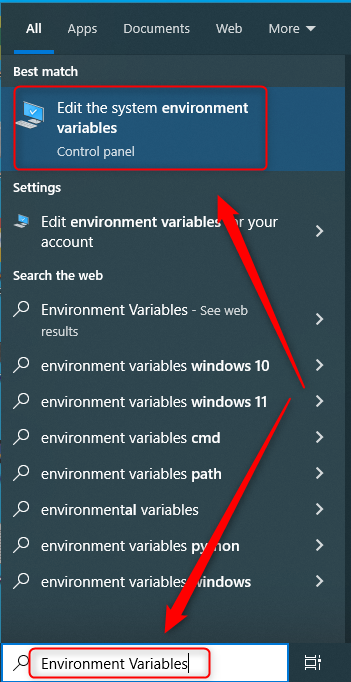 All Apps Documents Web More
Best match
Edit the system environment
variables
Control panel
Settings
Edit environment variables for your
account
Search the web
Environment Variables - See web
results
environment variables windows 10
environment variables windows 11
environment variables cmd
environment variables path
environmental variables
environment variables python
environment variables windows
Environment Variables